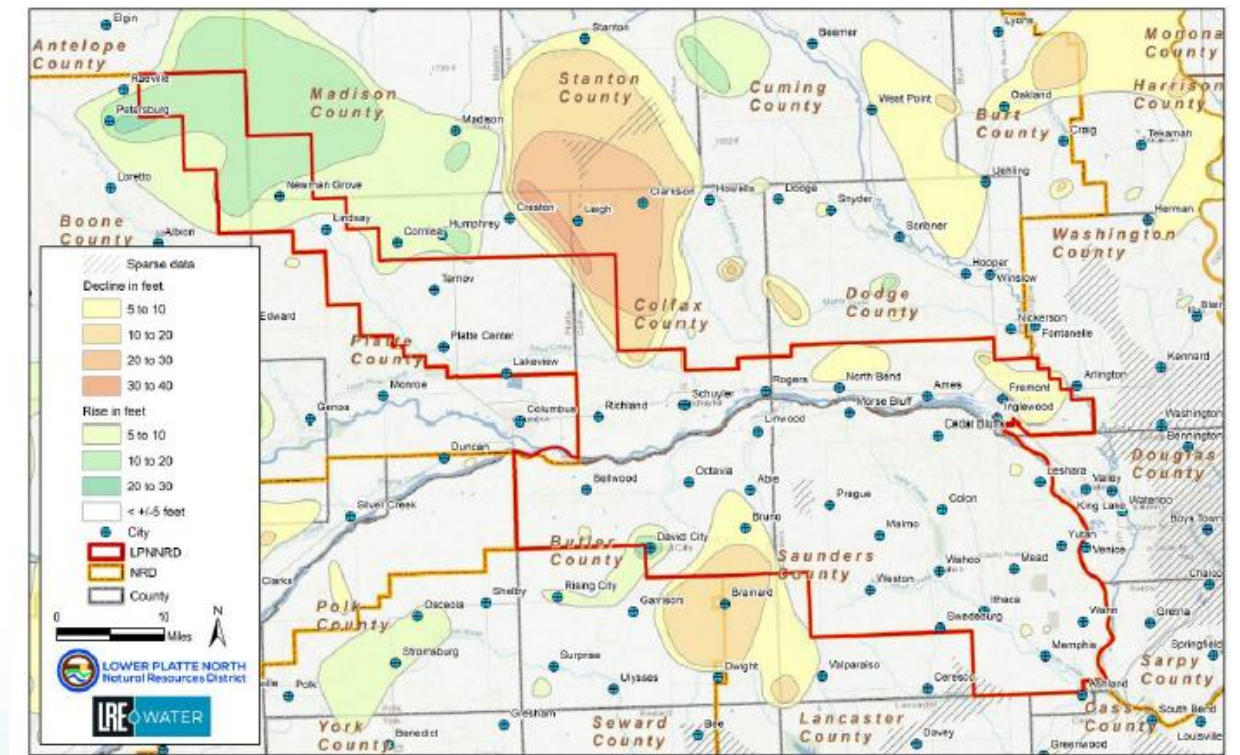 Elgin
Stanton
Beemer
Lyons
Antelope
County
Monona
County
Raeville
Petersburg
Madison
County
Madison
Stanton
County
Cuming
County
West Point
Oakland
Burt
County
Harrison
County
Craig
Tekamah
Loretto
Newman Grove
Clarkson
Howells
Dodge
Uehling
Creston
Leigh
Snyder
Boone
County
Albion
Lindsay
Cornlea
Humphrey
Scribner
Herman
Washington
County
Tarnov
Hooper
Winslow
Edward
Colfax
County
Dodge
County
Nickerson
Fontanelle
Blair
Platte
County
Platte Center
Lakeview
Kennard
Monroe
Genoa
Columbus
Richland
Schuyler
Rogers
North Bend
Morse Bluff
Ames
Fremont
Inglewood
Arlington
Linwood
Cedar Bluffs
Washington
Bennington
Duncan
Douglas
County
Silver Creek
Bellwood
Octavia
Abie
Leshara
Valley
King Lake
Waterloo
Prague
Colon
Boys Town
Bruno
Malmo
Butler
County
David City
Saunders
County
Wahoo
Mead
Yutan
Venice
Clarks
Rising City
Weston
Chalco
Polk
County
Osceola
Shelby
Garrison
Brainard
Ithaca
Wann
Gretna
Swedeburg
Stromsburg
Surprise
Dwight
Memphis
Springfield
Polk
Ulysses
Valparaiso
Ceresco
Ashland
Sarpy
County
York
County
Benedict
Gresham
Seward
County
Bee
Lancaster
County
Davey
Cass
County
South Bend
Louisville
Greenwood
Sparse data
Decline in feet
5 to 10
10 to 20
20 to 30
30 to 40
Rise in feet
5 to 10
10 to 20
20 to 30
< +/-5 feet
City
LPNNRD
NRD
County
0 10
Miles
N
LOWER PLATTE NORTH
Natural Resources District
LRE WATER